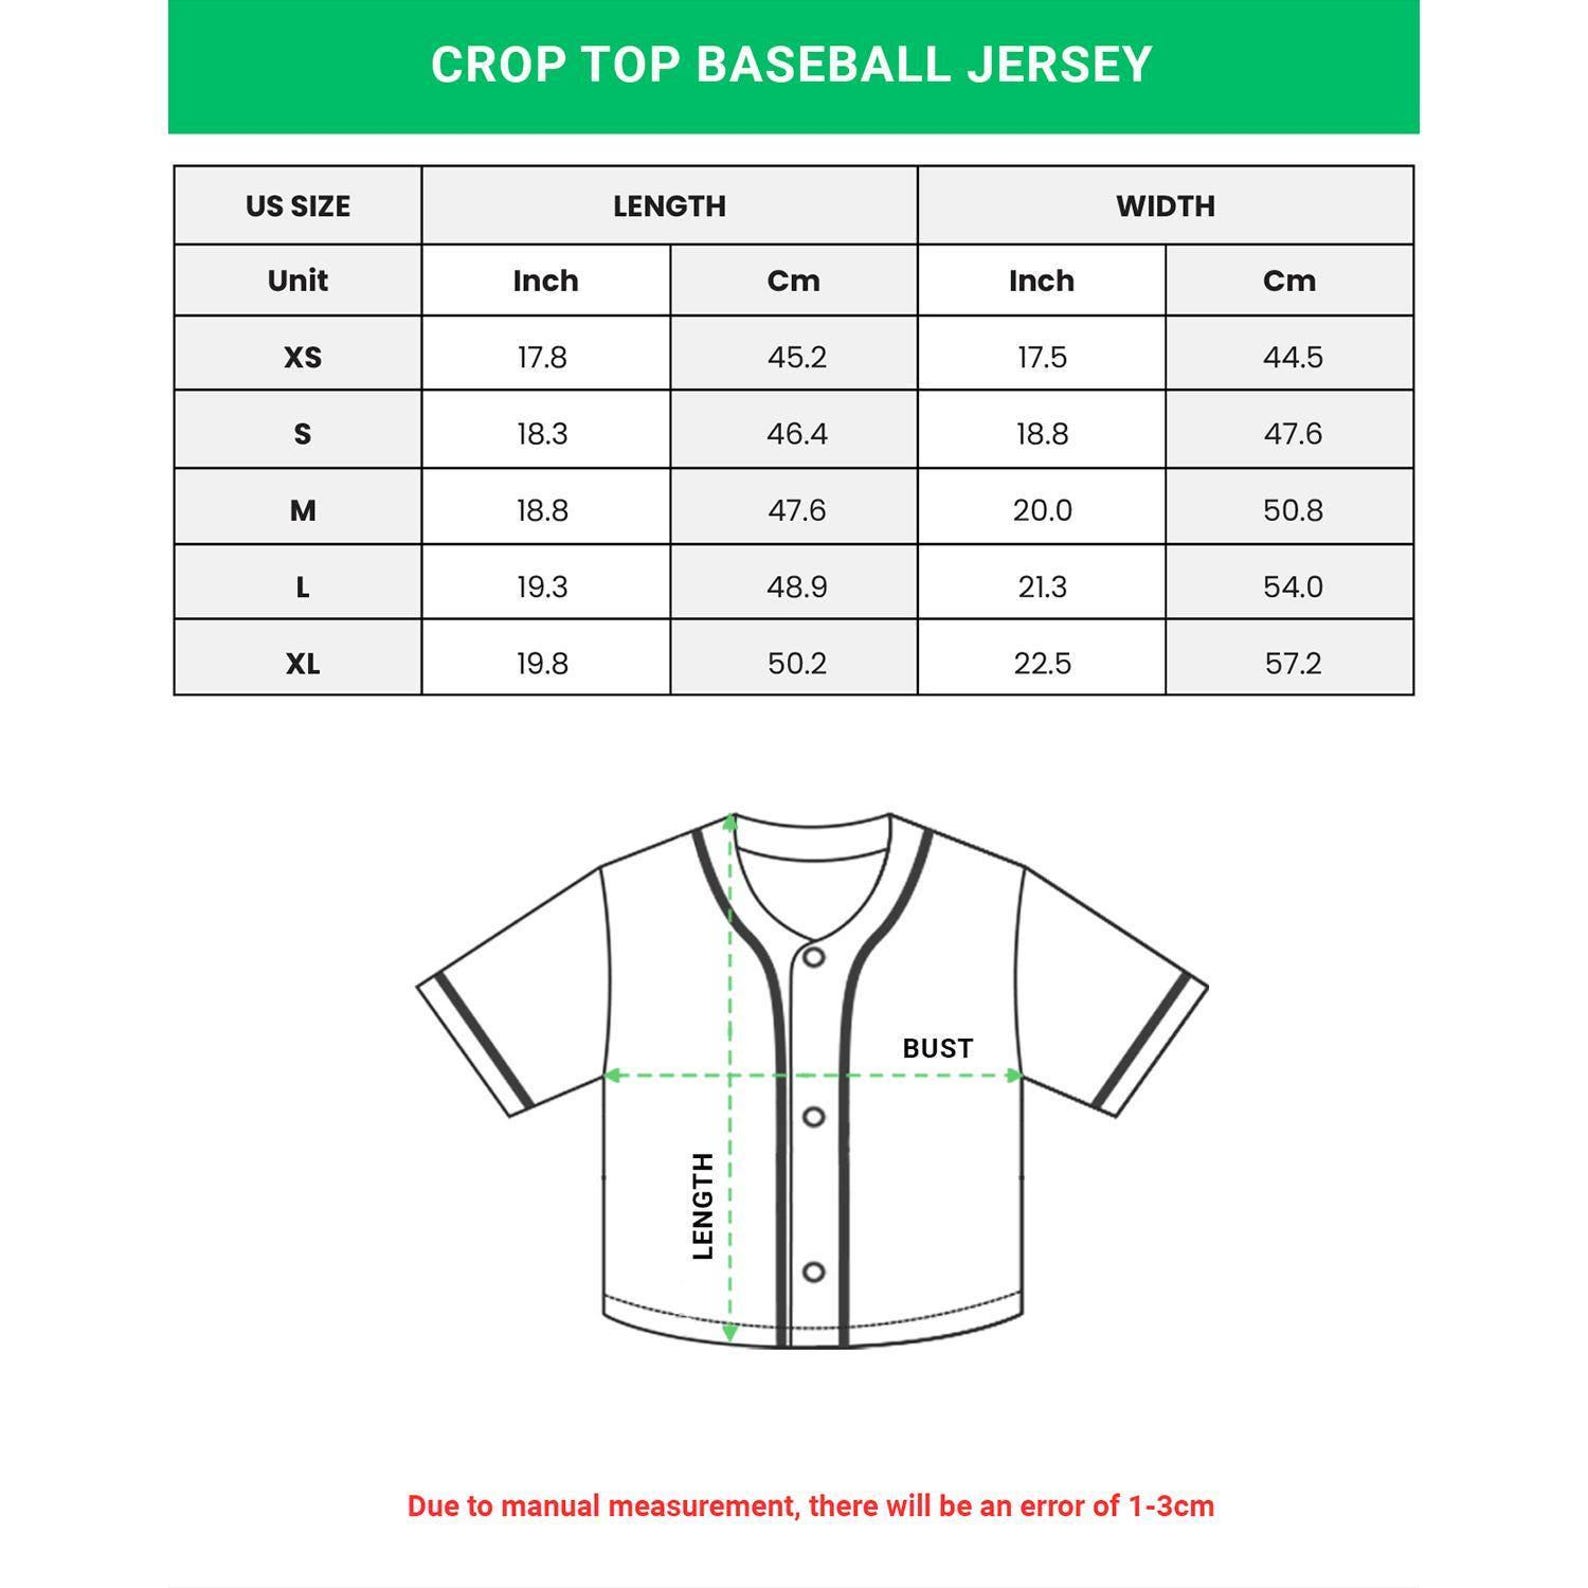 CROP TOP BASEBALL JERSEY
US SIZE LENGTH WIDTH
Unit Inch Cm Inch Cm
XS 17.8 45.2 17.5 44.5
S 18.3 46.4 18.8 47.6
M 18.8 47.6 20.0 50.8
L 19.3 48.9 21.3 54.0
XL 19.8 50.2 22.5 57.2
BUST
LENGTH
Due to manual measurement, there will be an error of 1-3cm